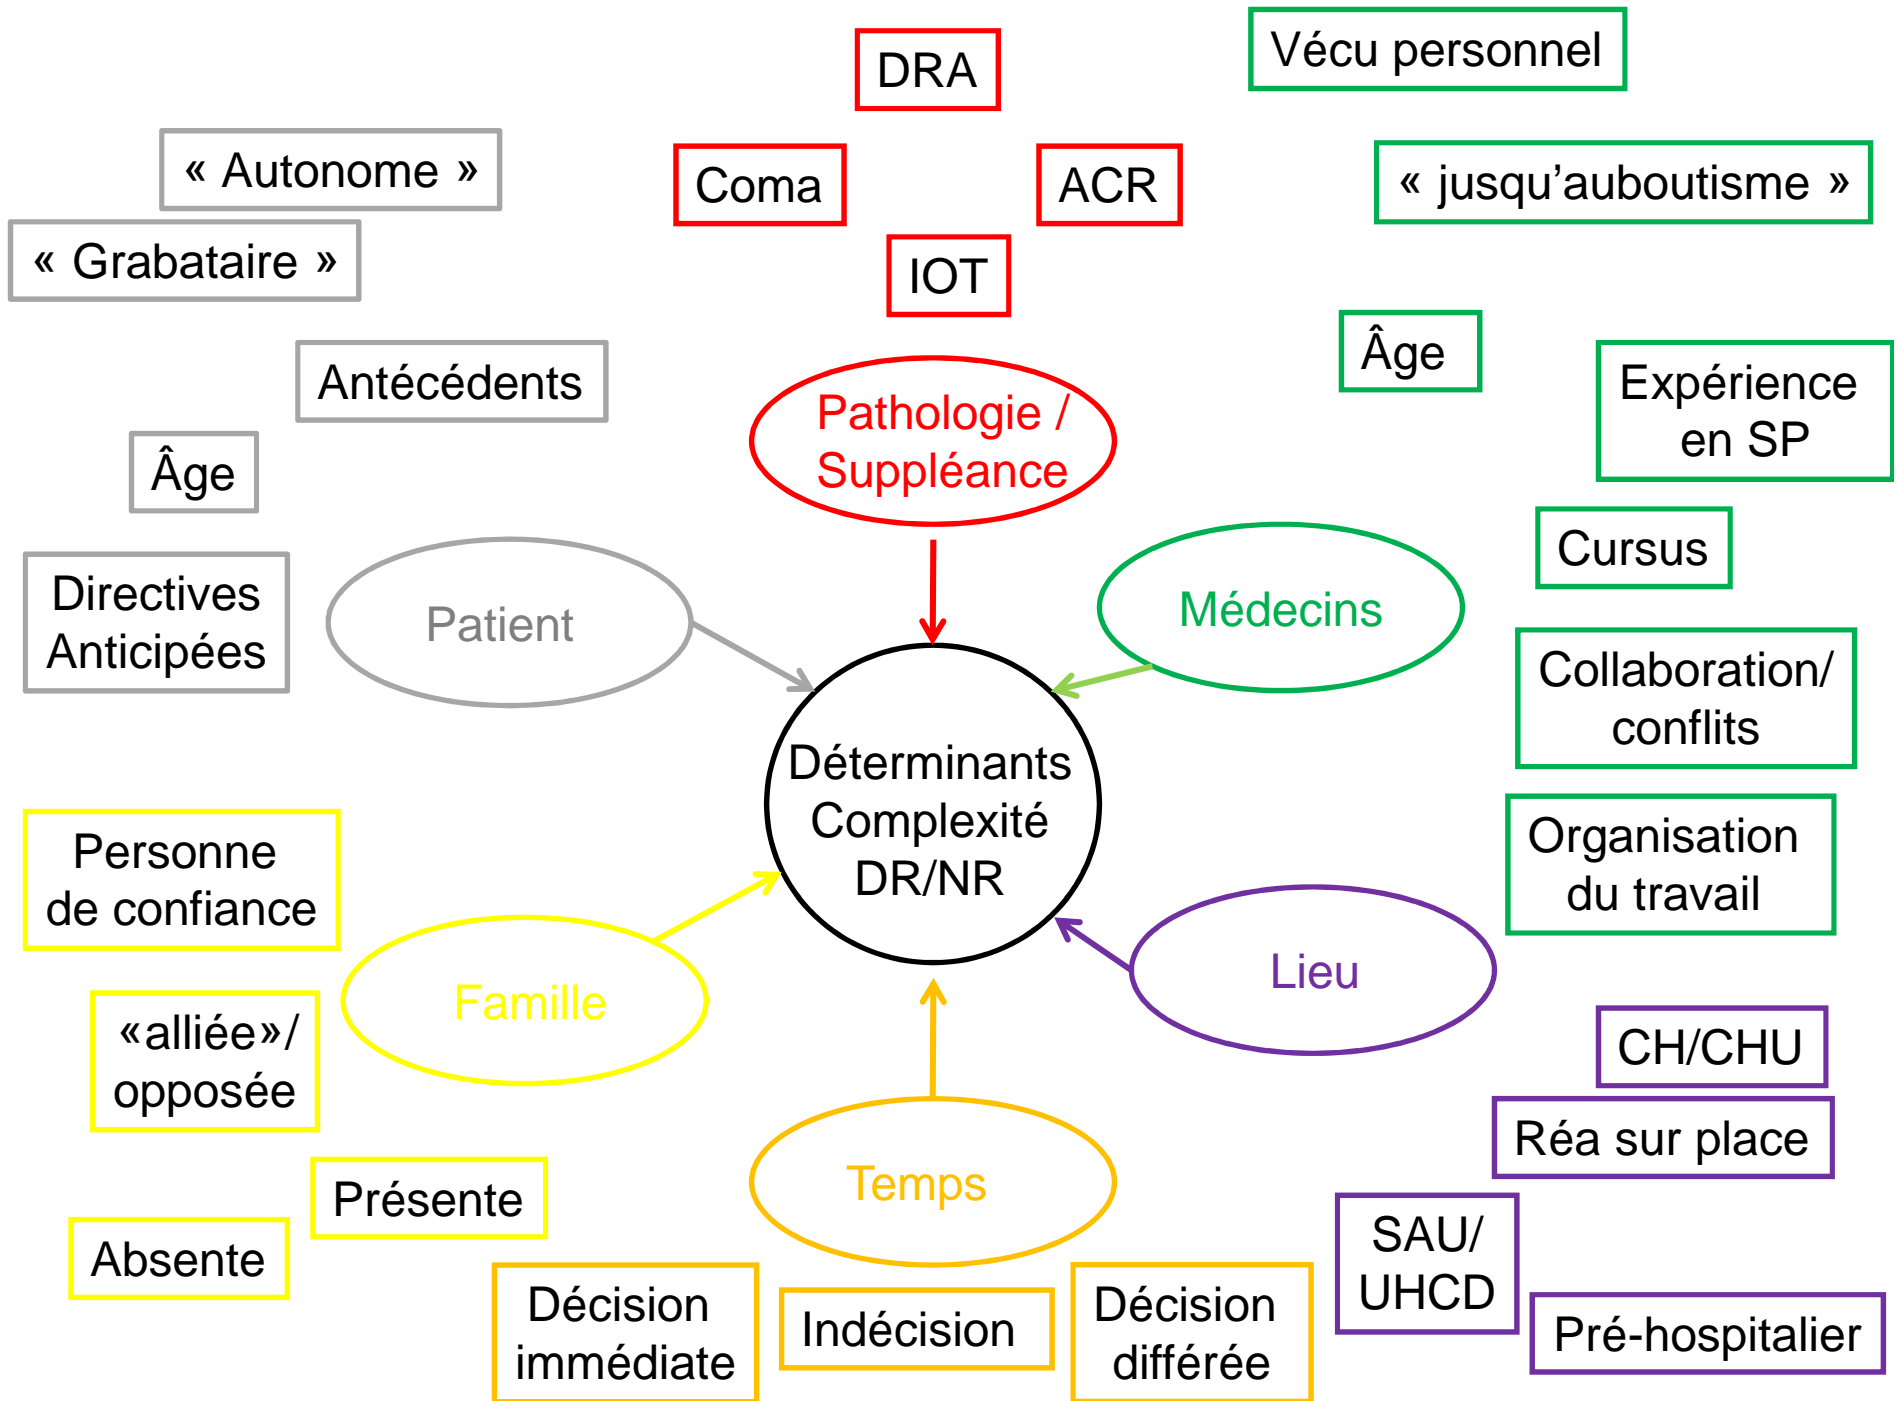 DRA
Vécu personnel
« Autonome »
Coma
ACR
« jusqu’auboutisme »
« Grabataire »
IOT
Âge
Antécédents
Expérience
en SP
Pathologie /
Suppléance
Âge
Cursus
Directives
Anticipées
Patient
Médecins
Collaboration/
conflits
Déterminants
Complexité
DR/NR
Personne
de confiance
Organisation
du travail
Famille
Lieu
«alliée»/
opposée
CH/CHU
Réa sur place
Présente
Temps
Absente
SAU/
UHCD
Décision
immédiate
Indécision
Décision
différée
Pré-hospitalier